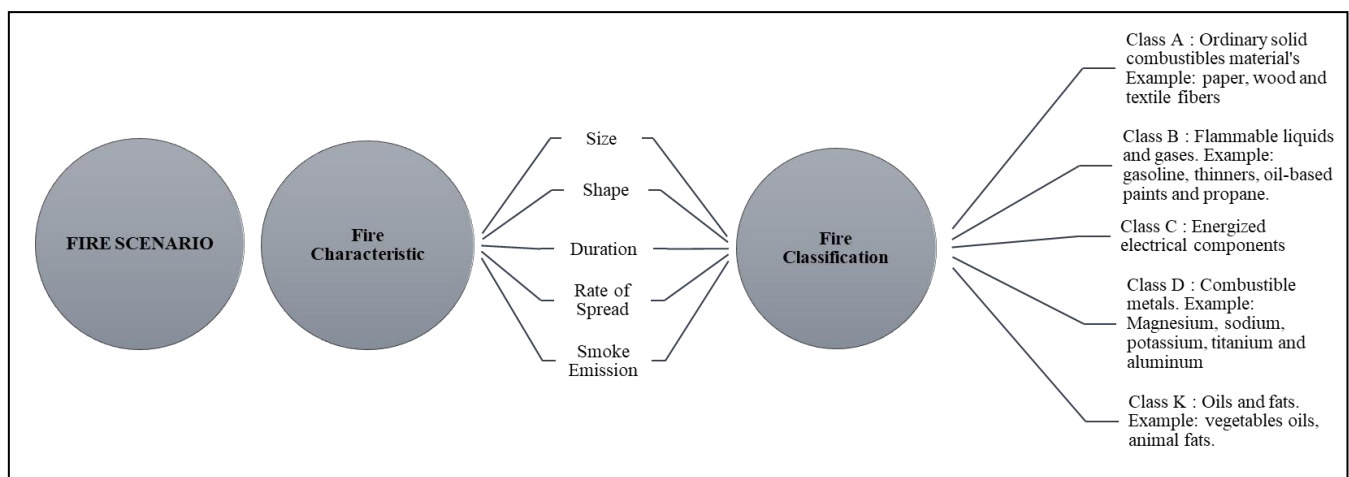 FIRE SCENARIO
Fire
Characteristic
Size
Shape
Duration
Rate of
Spread
Smoke
Emission
Fire
Classification
Class A : Ordinary solid
combustibles material's
Example: paper, wood and
textile fibers
Class B : Flammable liquids
and gases. Example:
gasoline, thinners, oil-based
paints and propane.
Class C : Energized
electrical components
Class D : Combustible
metals. Example:
Magnesium, sodium,
potassium, titanium and
aluminum
Class K : Oils and fats.
Example: vegetables oils,
animal fats.